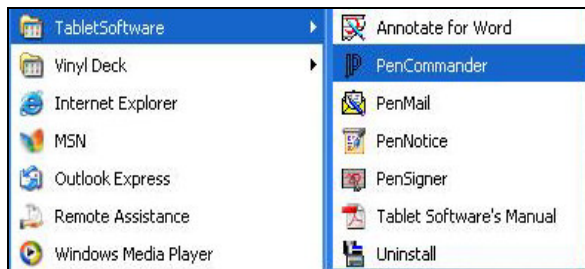 TabletSoftware
Vinyl Deck
Internet Explorer
MSN
Outlook Express
Remote Assistance
Windows Media Player
Annotate for Word
PenCommander
PenMail
PenNotice
PenSigner
Tablet Software's Manual
Uninstall